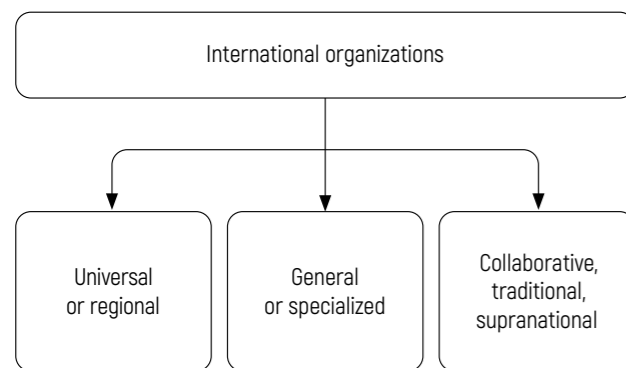 International organizations
Universal
or regional
General
or specialized
Collaborative,
traditional,
supranational